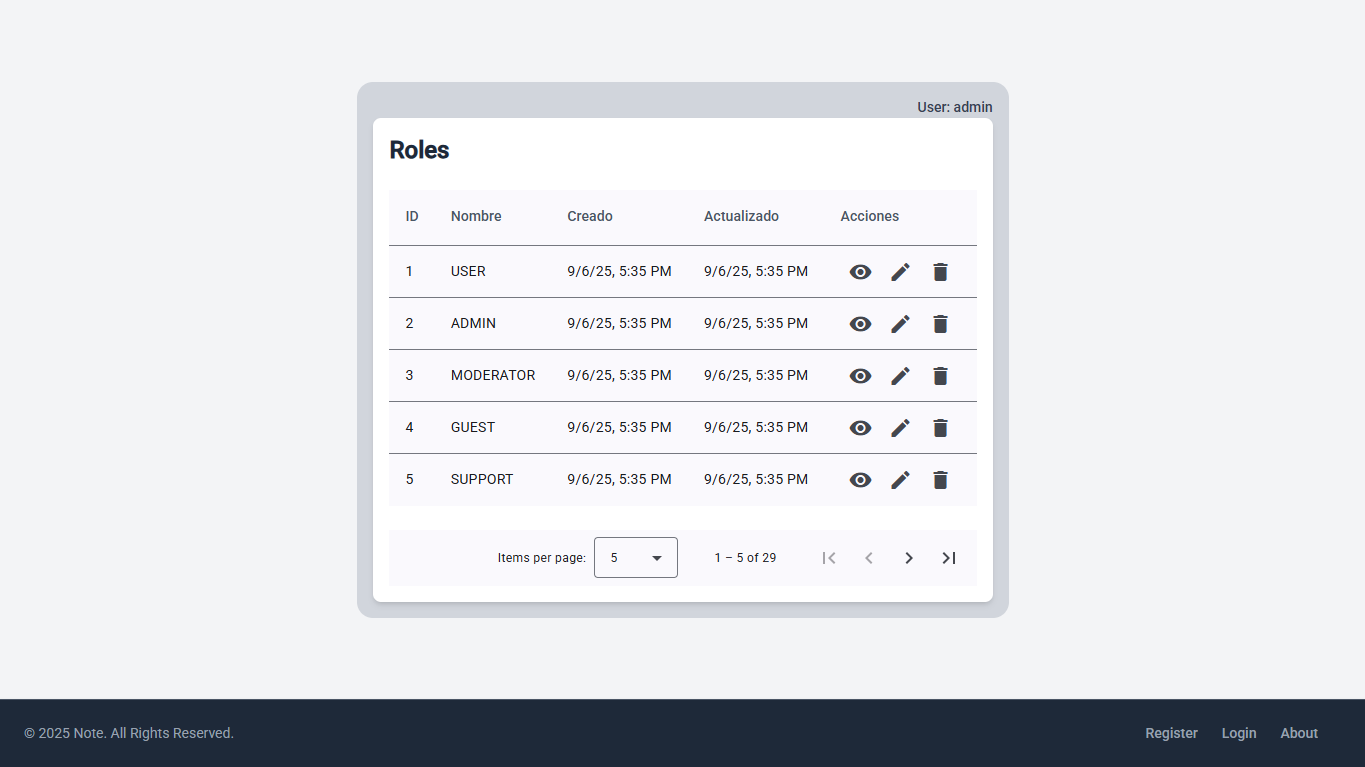 User: admin
Roles
ID Nombre Creado Actualizado Acciones
1 USER 9/6/25, 5:35 PM 9/6/25, 5:35 PM
2 ADMIN 9/6/25, 5:35 PM 9/6/25, 5:35 PM
3 MODERATOR 9/6/25, 5:35 PM 9/6/25, 5:35 PM
4 GUEST 9/6/25, 5:35 PM 9/6/25, 5:35 PM
5 SUPPORT 9/6/25, 5:35 PM 9/6/25, 5:35 PM
Items per page: 5 1 – 5 of 29
© 2025 Note. All Rights Reserved. Register Login About